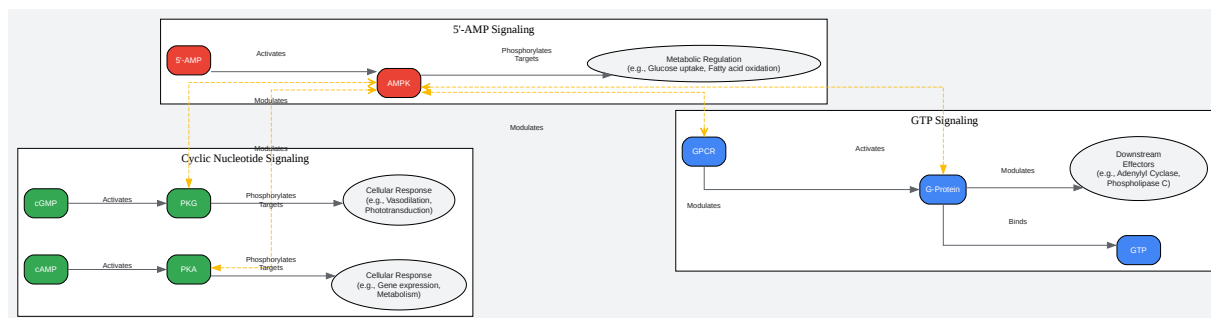 5'-AMP Signaling
5'-AMP
Activates
AMPK
Phosphorylates
Targets
Metabolic Regulation
(e.g., Glucose uptake, Fatty acid oxidation)
Modulates
Modulates
Modulates
Cyclic Nucleotide Signaling
cGMP
Activates
PKG
Phosphorylates
Targets
Cellular Response
(e.g., Vasodilation,
Phototransduction)
cAMP
Activates
PKA
Phosphorylates
Targets
Cellular Response
(e.g., Gene expression,
Metabolism)
GTP Signaling
GPCR
Activates
Modulates
G-Protein
Modulates
Downstream
Effectors
(e.g., Adenylyl Cyclase,
Phospholipase C)
Binds
GTP